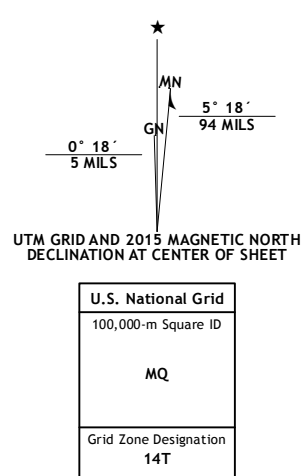 ★
MN
GN
5° 18´
94 MILS
0° 18´
5 MILS
UTM GRID AND 2015 MAGNETIC NORTH
DECLINATION AT CENTER OF SHEET
U.S. National Grid
100,000-m Square ID
MQ
Grid Zone Designation
14T